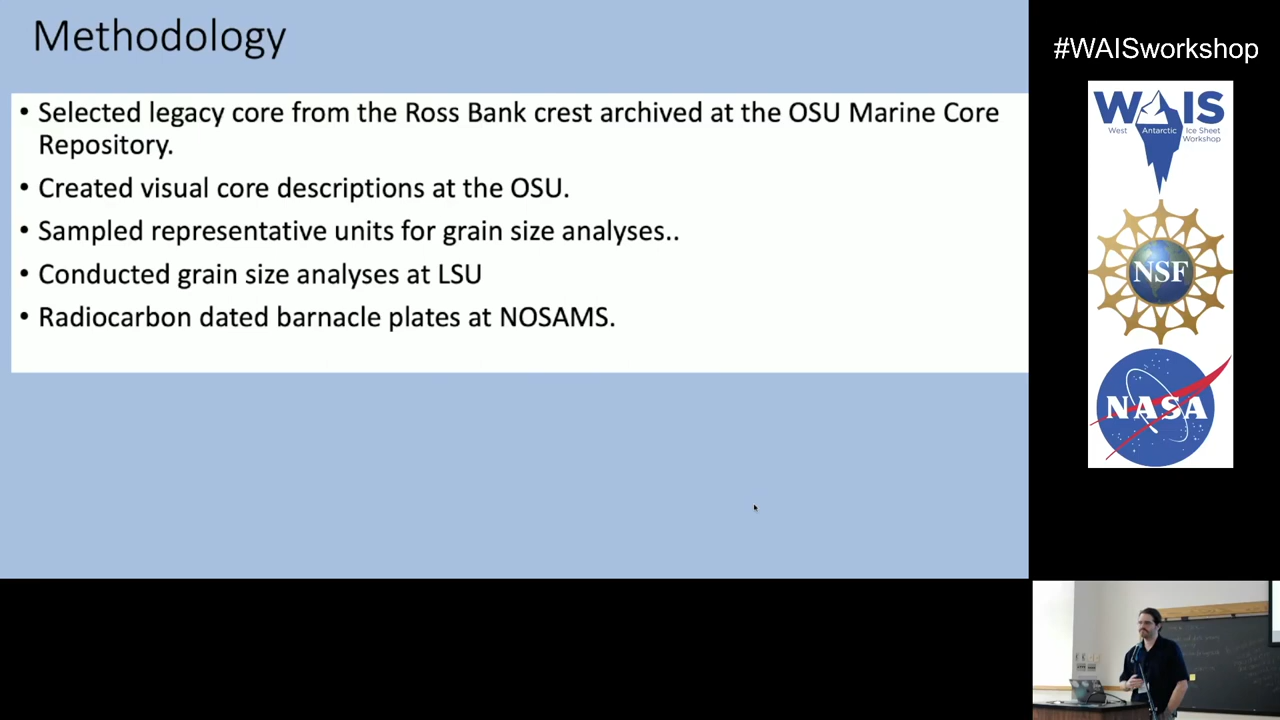 Methodology
#WAISworkshop
• Selected legacy core from the Ross Bank crest archived at the OSU Marine Core
Repository.
• Created visual core descriptions at the OSU.
• Sampled representative units for grain size analyses..
• Conducted grain size analyses at LSU
• Radiocarbon dated barnacle plates at NOSAMS.
WAIS
West Antarctic Ice Sheet
Workshop
NSF
NASA